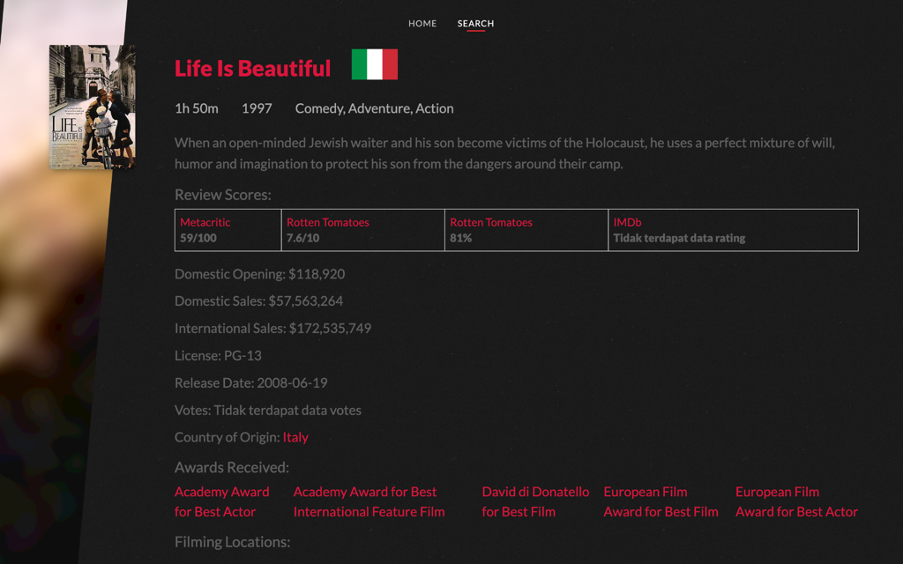 HOME SEARCH
Life Is Beautiful
1h 50m 1997 Comedy, Adventure, Action
When an open-minded Jewish waiter and his son become victims of the Holocaust, he uses a perfect mixture of will,
humor and imagination to protect his son from the dangers around their camp.
Review Scores:
Metacritic Rotten Tomatoes Rotten Tomatoes IMDb
59/100 7.6/10 81% Tidak terdapat data rating
Domestic Opening: $118,920
Domestic Sales: $57,563,264
International Sales: $172,535,749
License: PG-13
Release Date: 2008-06-19
Votes: Tidak terdapat data votes
Country of Origin: Italy
Awards Received:
Academy Award Academy Award for Best David di Donatello European Film European Film
for Best Actor International Feature Film for Best Film Award for Best Film Award for Best Actor
Filming Locations:
LIFE IS
BEAUTIFUL